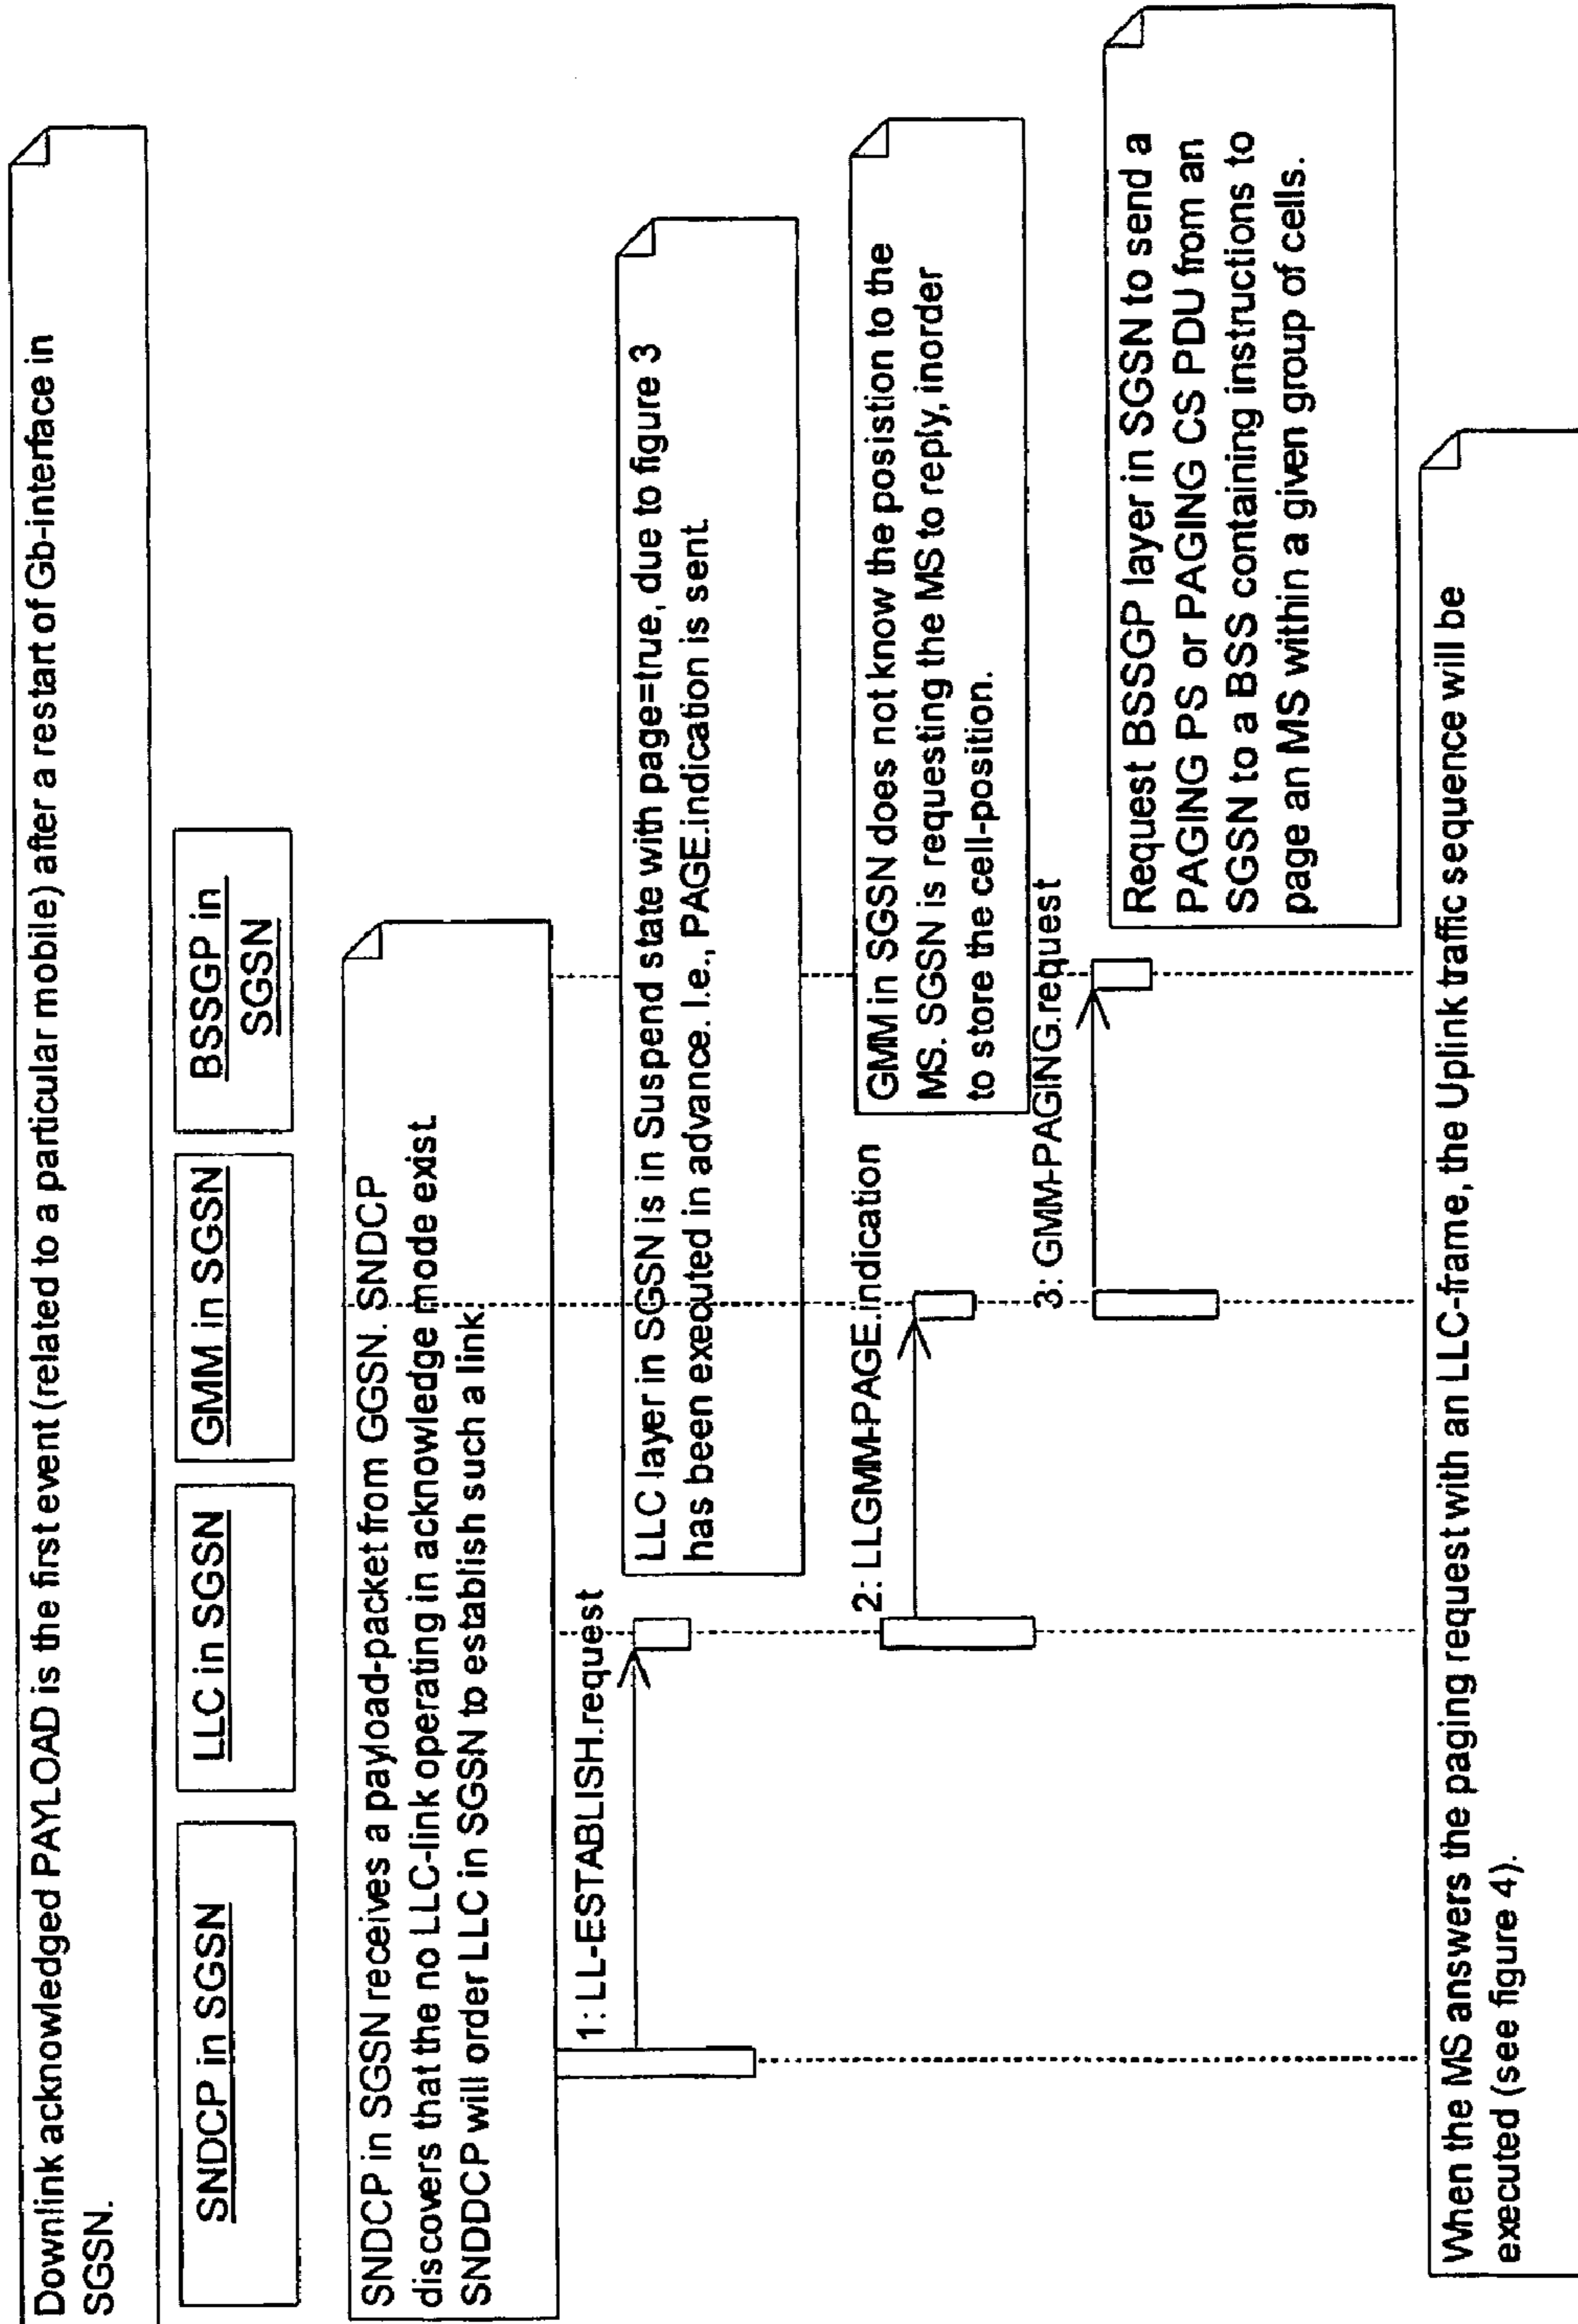 Downlink acknowledged PAYLOAD is the first event (related to a particular mobile) after a restart of Gb-interface in
SGSN.
SNDCP in SGSN
LLC in SGSN
GMM in SGSN
BSSGP in
SGSN
SNDCP in SGSN receives a payload-packet from GGSN. SNDCP
discovers that the no LLC-link operating in acknowledge mode exist.
SNDDCP will order LLC in SGSN to establish such a link.
1: LL-ESTABLISH.request
LLC layer in SGSN is in Suspend state with page=true, due to figure 3
has been executed in advance. I.e., PAGE.indication is sent.
2: LLGMM-PAGE.indication
GMM in SGSN does not know the posistion to the
MS. SGSN is requesting the MS to reply, inorder
to store the cell-position.
3: GMM-PAGING.request
Request BSSGP layer in SGSN to send a
PAGING PS or PAGING CS PDU from an
SGSN to a BSS containing instructions to
page an MS within a given group of cells.
When the MS answers the paging request with an LLC-frame, the Uplink traffic sequence will be
executed (see figure 4).